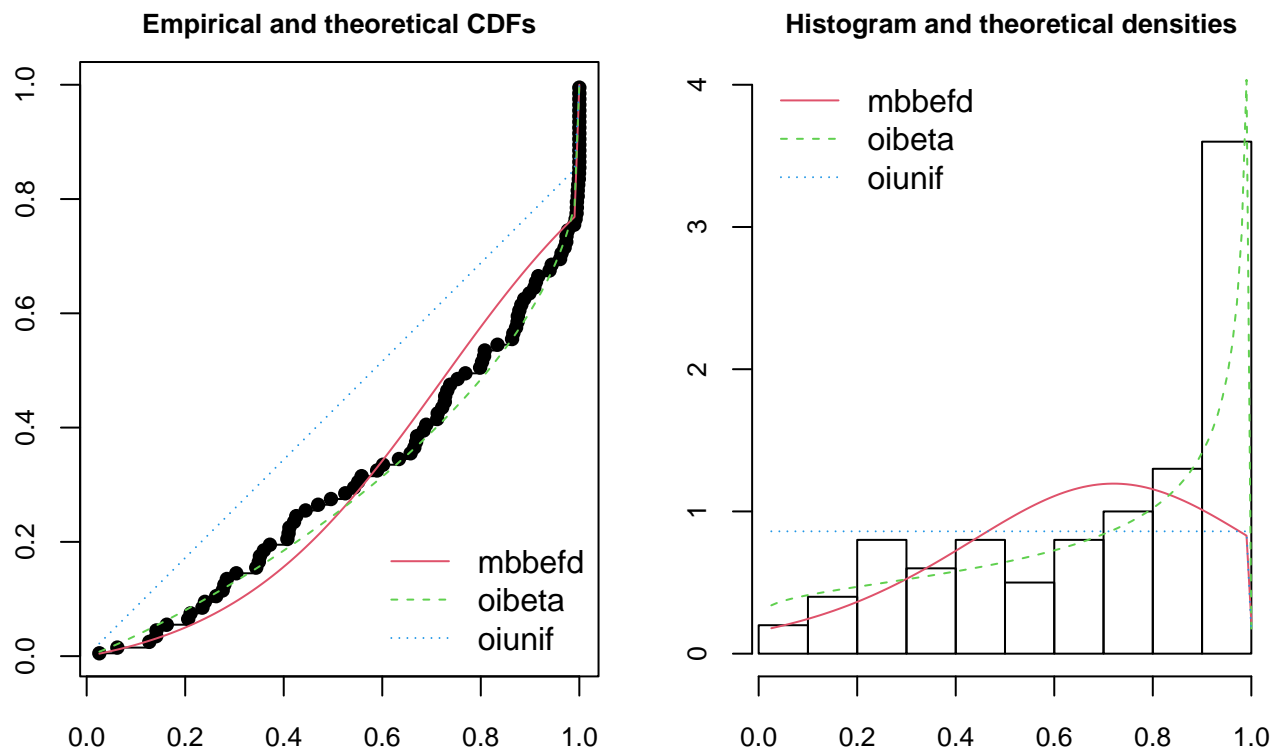 Empirical and theoretical CDFs
1.0
0.8
0.6
0.4
0.2
0.0
mbbefd
oibeta
oiunif
0.0 0.2 0.4 0.6 0.8 1.0
Histogram and theoretical densities
4
3
2
1
0
mbbefd
oibeta
oiunif
0.0 0.2 0.4 0.6 0.8 1.0